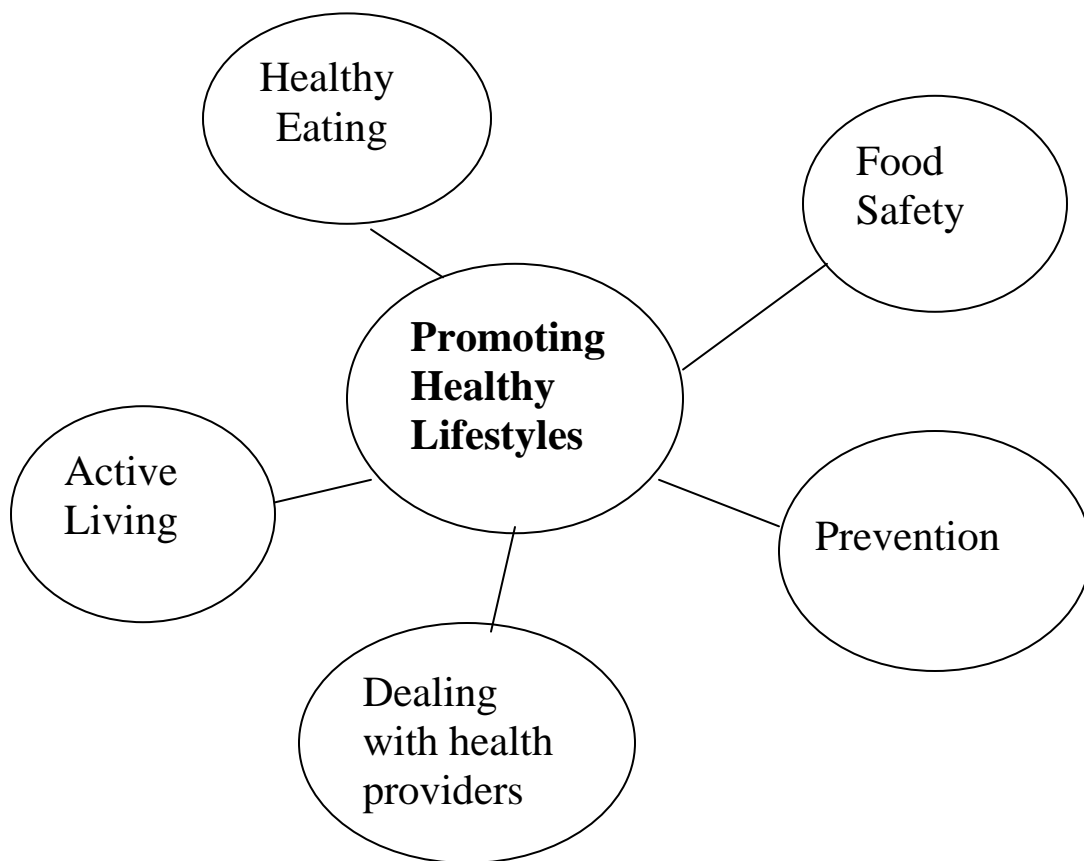 Healthy
Eating
Food
Safety
Promoting
Healthy
Lifestyles
Active
Living
Prevention
Dealing
with health
providers